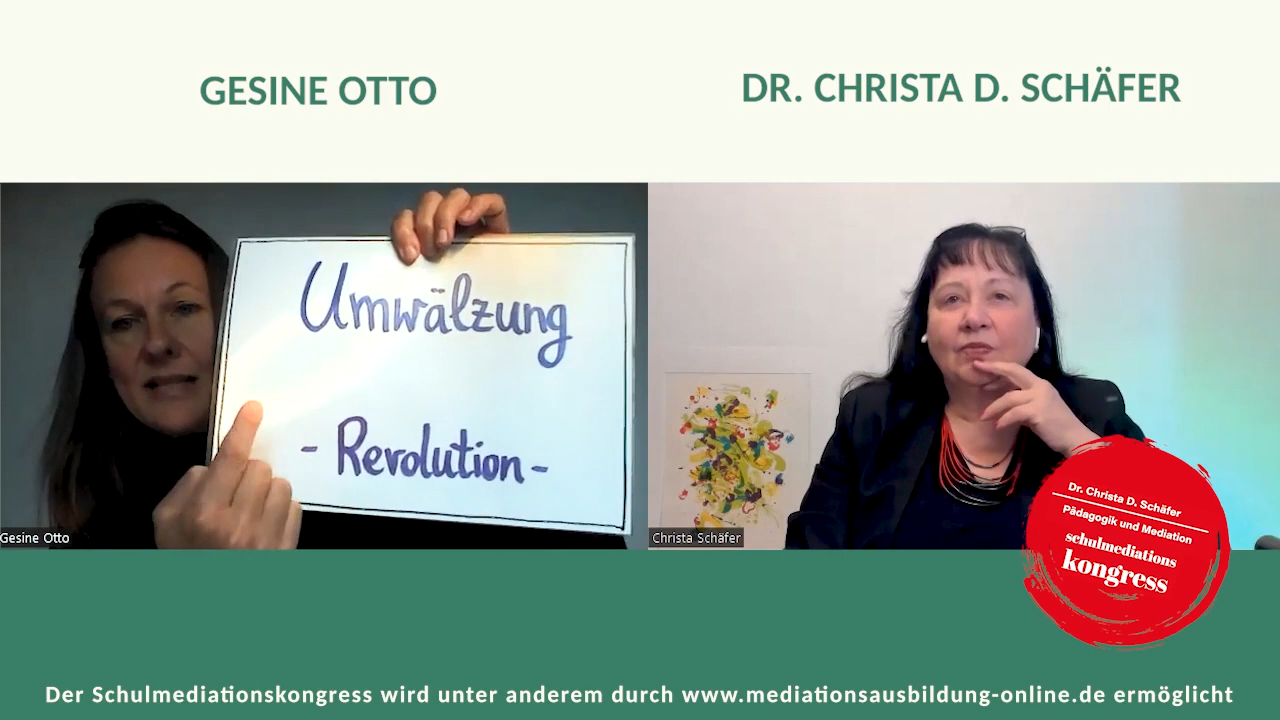 GESINE OTTO
DR. CHRISTA D. SCHÄFER
Umwälzung
- Revolution -
Gesine Otto
Christa Schäfer
Dr. Christa D. Schäfer
Pädagogik und Mediation
schulmediations
kongress
Der Schulmediationskongress wird unter anderem durch www.mediationsausbildung-online.de ermöglicht